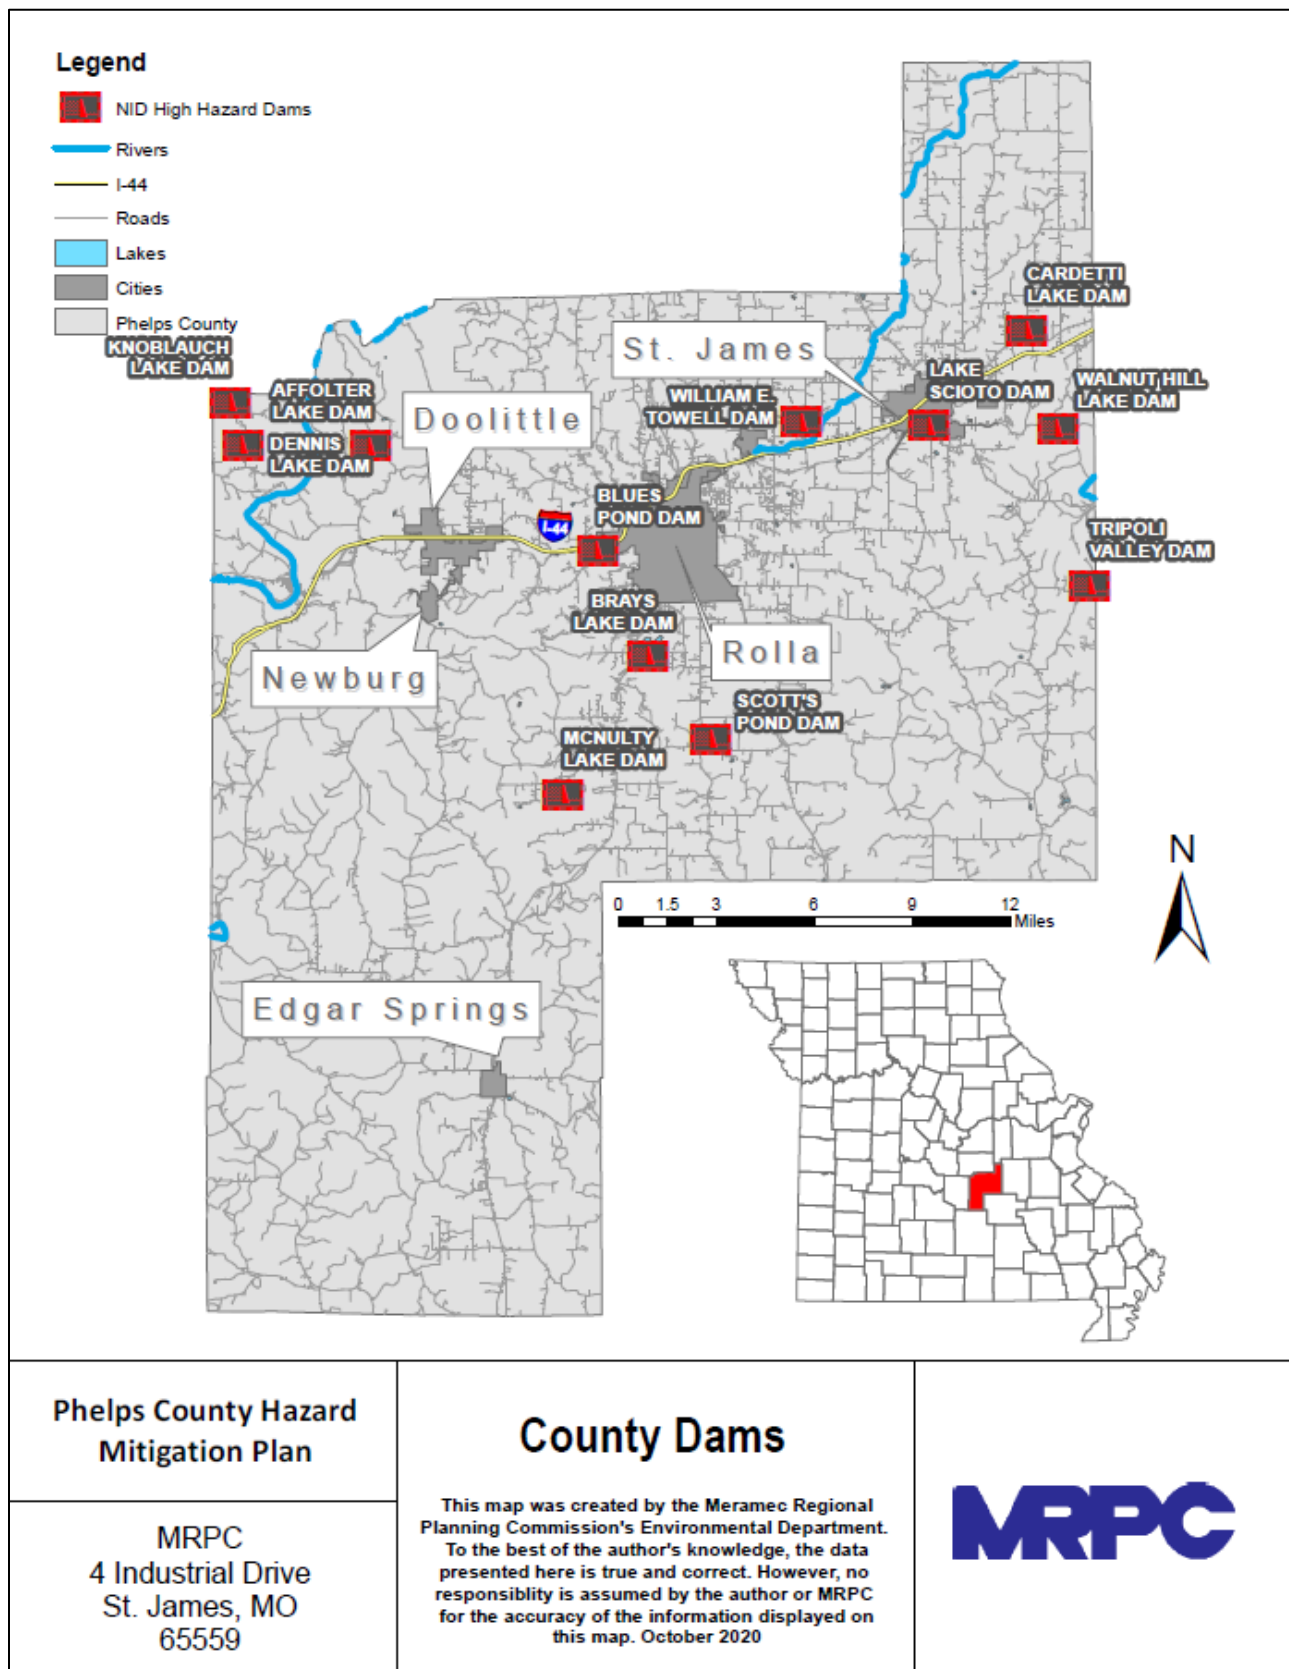 Legend
NID High Hazard Dams
Rivers
I-44
Roads
Lakes
Cities
Phelps County
KNOBLAUCH
LAKE DAM
AFFOLTER
LAKE DAM
DENNIS
LAKE DAM
Doolittle
St. James
WILLIAM E.
TOWELL DAM
CARDETTI
LAKE DAM
LAKE
SCIOTO DAM
WALNUT HILL
LAKE DAM
BLUES
POND DAM
I-44
TRIPOLI
VALLEY DAM
BRAYS
LAKE DAM
Rolla
Newburg
SCOTT'S
POND DAM
MCNULTY
LAKE DAM
N
0 1.5 3 6 9 12
Miles
Edgar Springs
Phelps County Hazard
Mitigation Plan
MRPC
4 Industrial Drive
St. James, MO
65559
County Dams
This map was created by the Meramec Regional
Planning Commission's Environmental Department.
To the best of the author's knowledge, the data
presented here is true and correct. However, no
responsiblity is assumed by the author or MRPC
for the accuracy of the information displayed on
this map. October 2020
MRPC